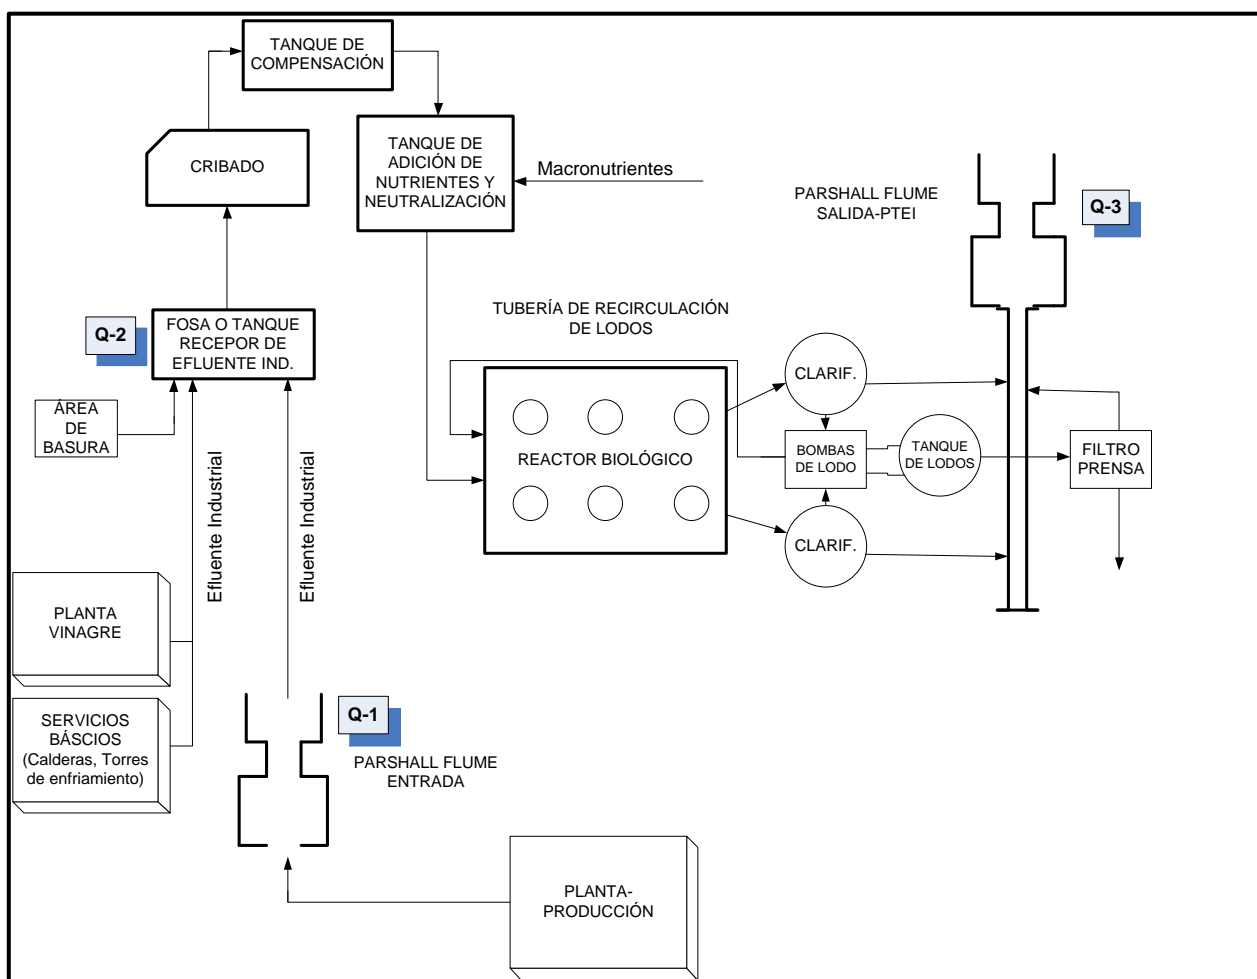 TANQUE DE
COMPENSACIÓN
CRIBADO
TANQUE DE
ADICIÓN DE
NUTRIENTES Y
NEUTRALIZACIÓN
Macronutrientes
PARSHALL FLUME
SALIDA-PTEI
Q-3
Q-2
FOSA O TANQUE
RECEPOR DE
EFLUENTE IND.
TUBERÍA DE RECIRCULACIÓN
DE LODOS
ÁREA
DE
BASURA
CLARIF.
REACTOR BIOLÓGICO
BOMBAS
DE LODO
TANQUE
DE LODOS
FILTRO
PRENSA
CLARIF.
Efluente Industrial
Efluente Industrial
PLANTA
VINAGRE
SERVICIOS
BÁSCIOS
(Calderas, Torres
de enfriamiento)
Q-1
PARSHALL FLUME
ENTRADA
PLANTA-
PRODUCCIÓN